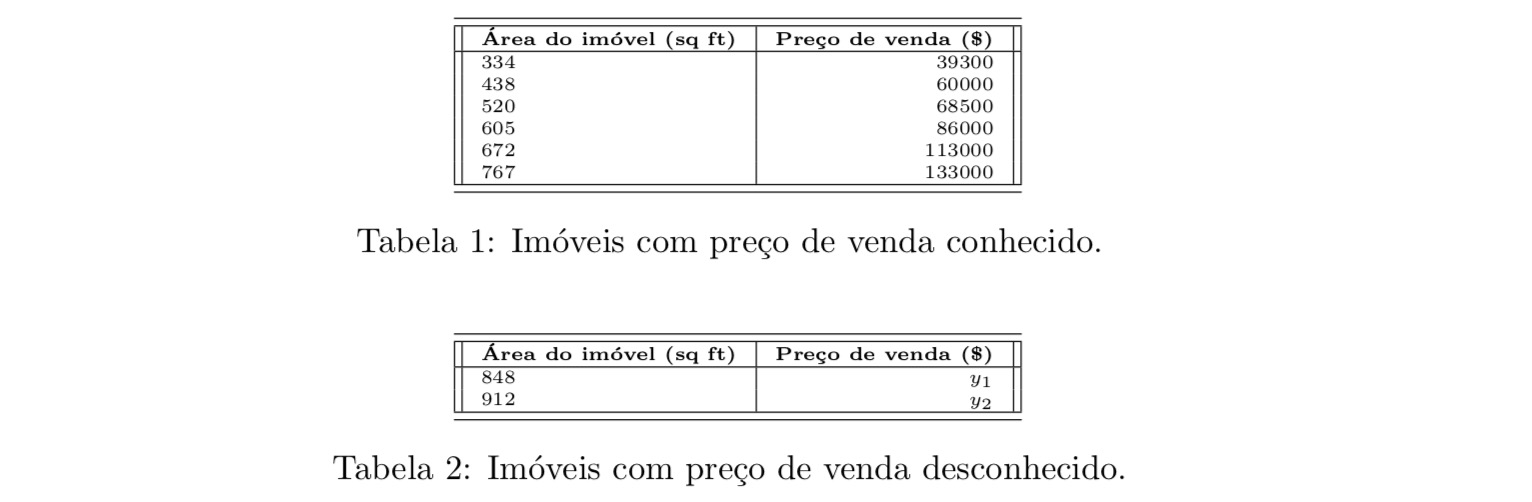 Área do imóvel (sq ft) Preço de venda ($)
334 39300
438 60000
520 68500
605 86000
672 113000
767 133000
Tabela 1: Imóveis com preço de venda conhecido.
Área do imóvel (sq ft) Preço de venda ($)
848 y₁
912 y₂
Tabela 2: Imóveis com preço de venda desconhecido.